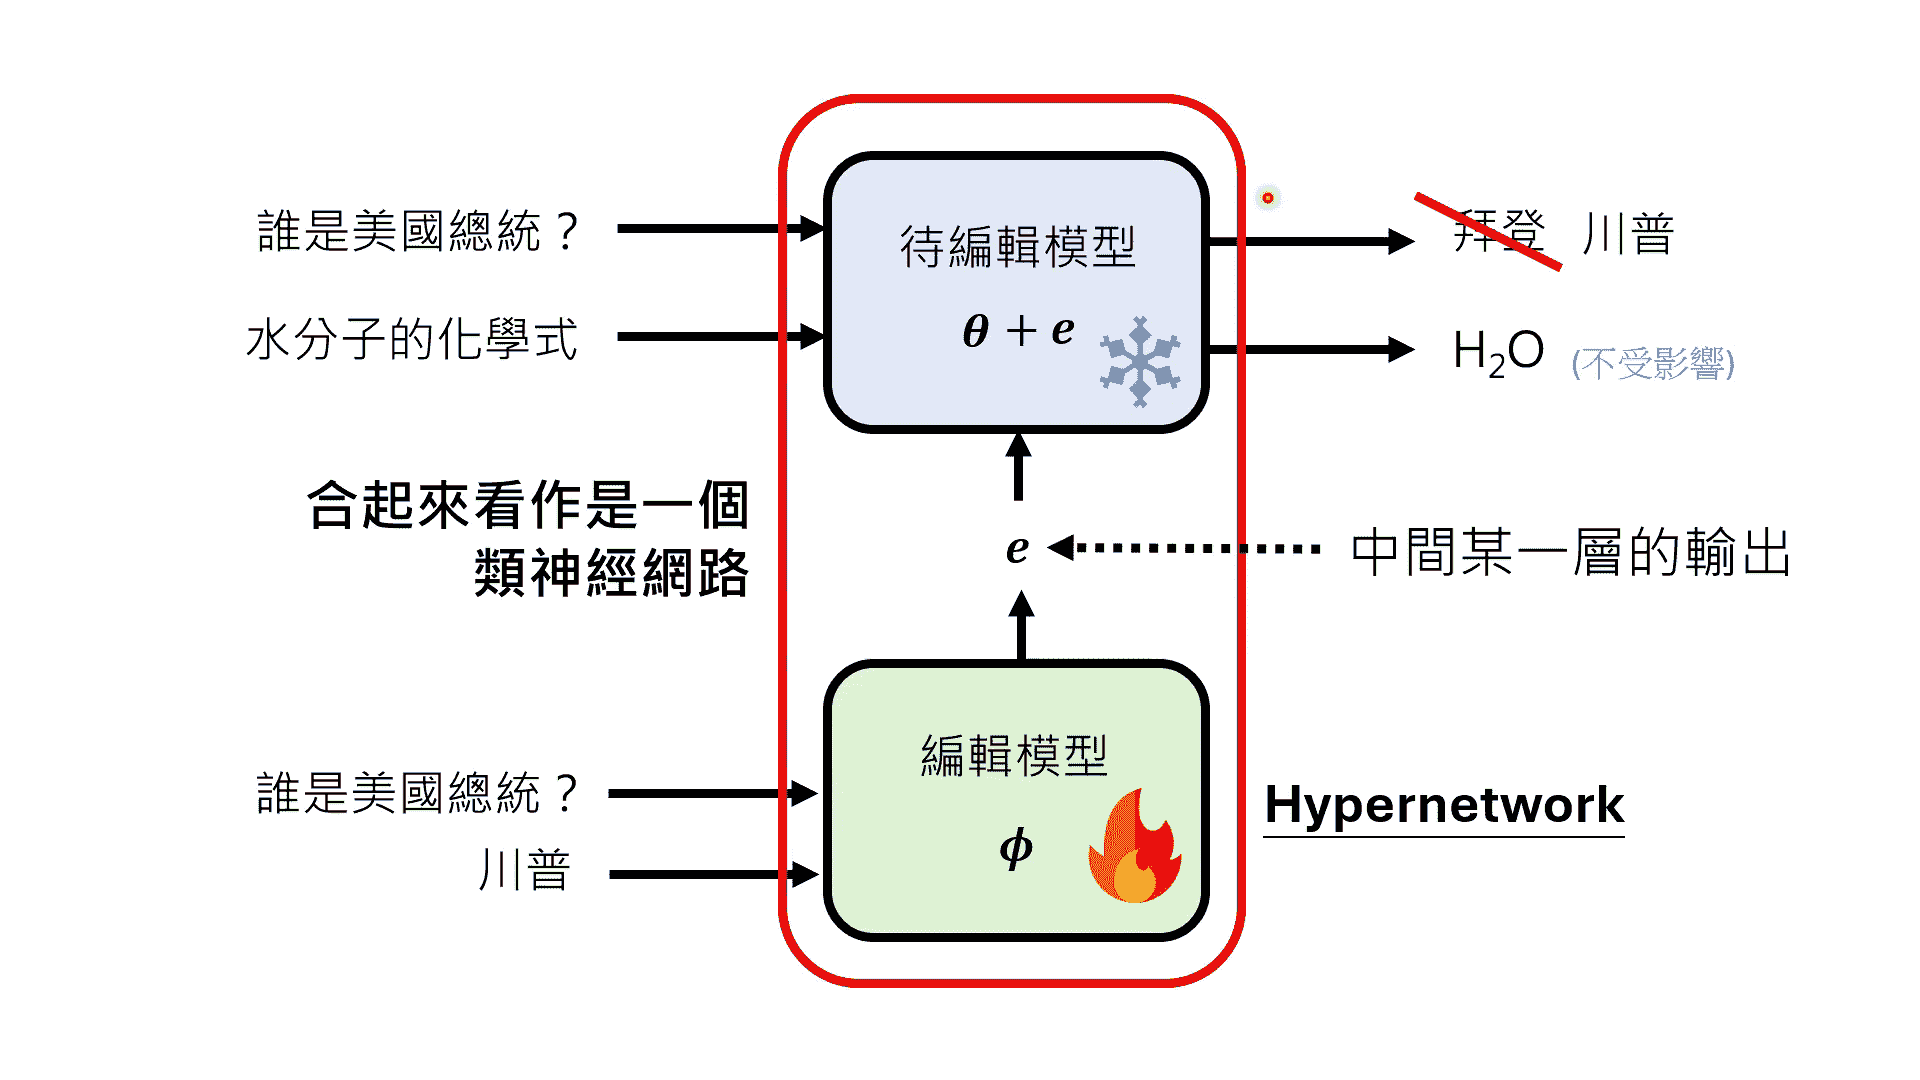 誰是美國總統？
水分子的化學式
待編輯模型
θ + e
拜登 川普
H₂O (不受影響)
合起來看作是一個
類神經網路
e
中間某一層的輸出
誰是美國總統？
川普
編輯模型
ϕ
Hypernetwork